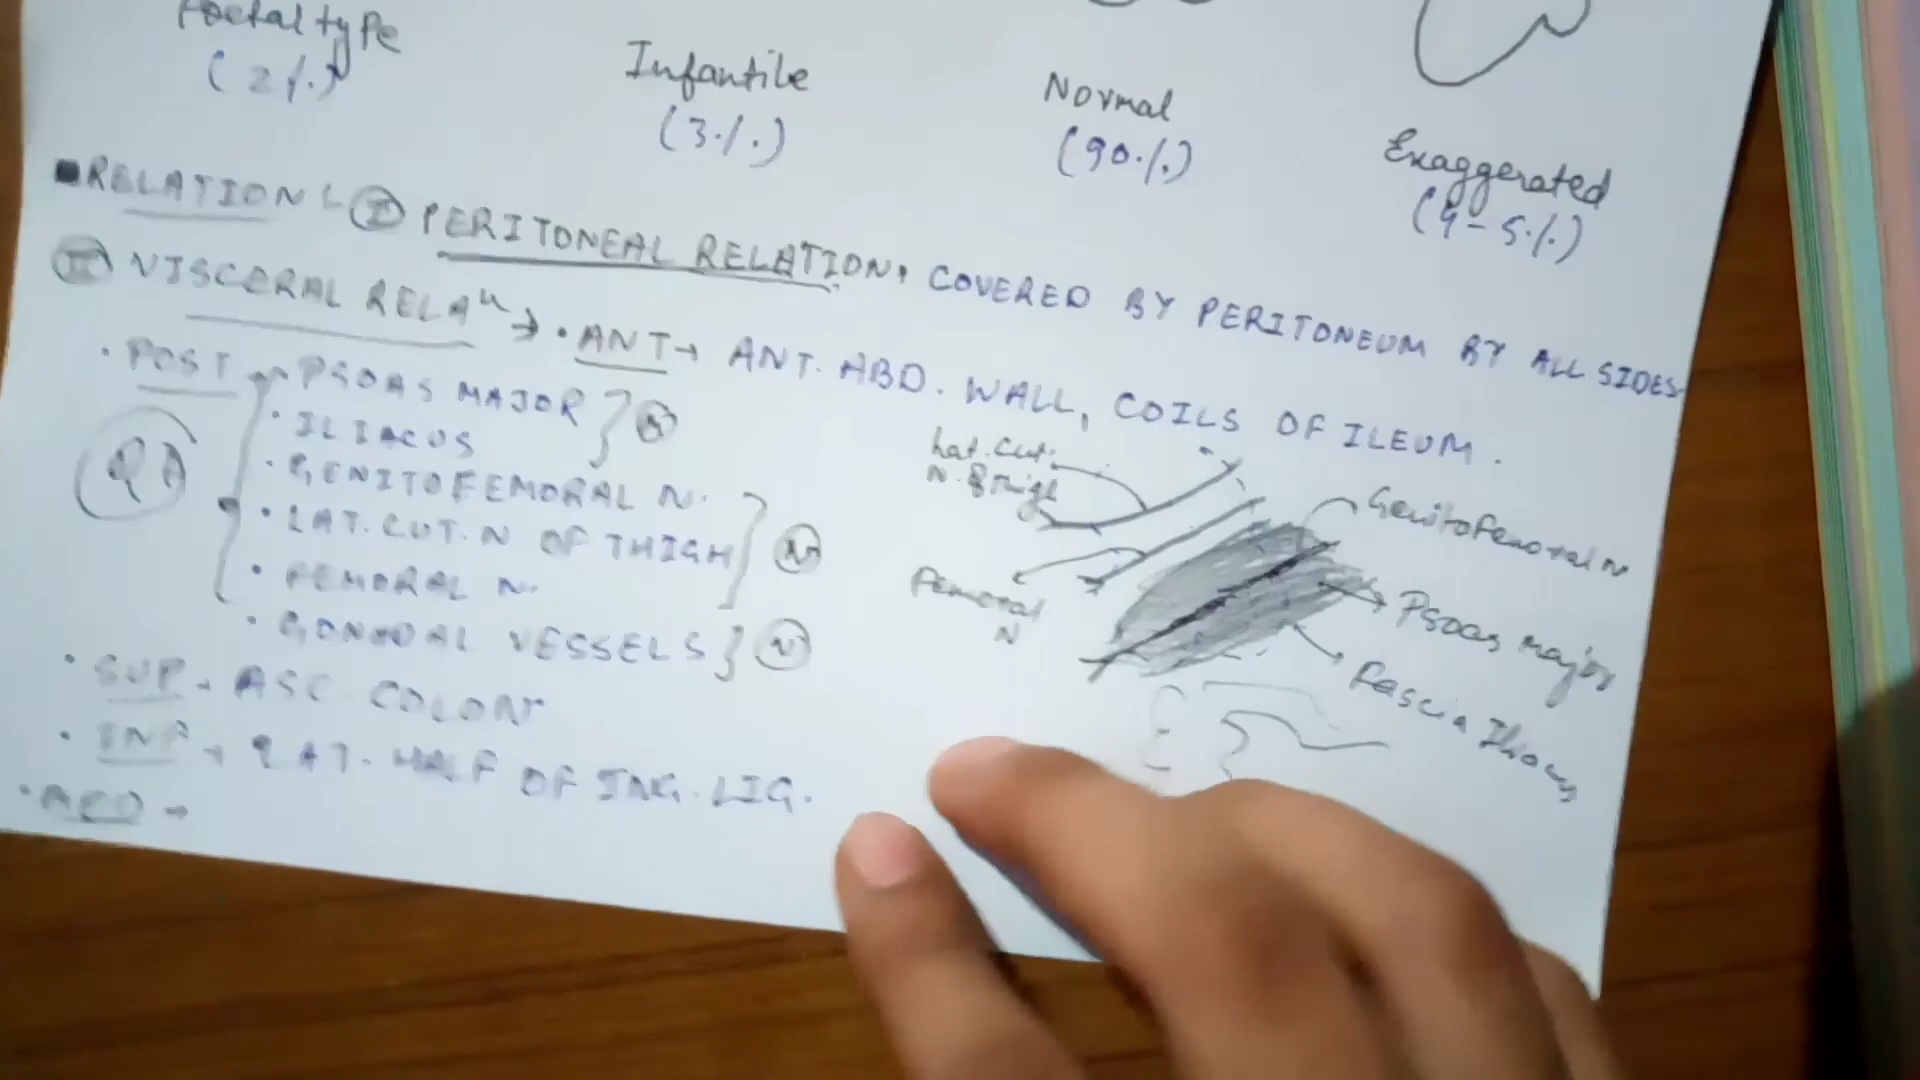 Foetal type
(2%)
Infantile
(3%)
Normal
(90%)
Exaggerated
(4-5%)
RELATION: I PERITONEAL RELATION, COVERED BY PERITONEUM BY ALL SIDES
II VISCERAL RELAⁿ → • ANT → ANT. ABD. WALL, COILS OF ILEUM.
• POST → • PSOAS MAJOR
• ILIACUS
• GENITOFEMORAL N.
• LAT. CUT. N OF THIGH
• FEMORAL N.
• GONADAL VESSELS
Lat. Cut.
N. of Thigh
Femoral
N
Genitofemoral N
Psoas major
Fascia Iliacus
• SUP → ASC COLON
• INF → LAT. HALF OF ING. LIG.
• MED →